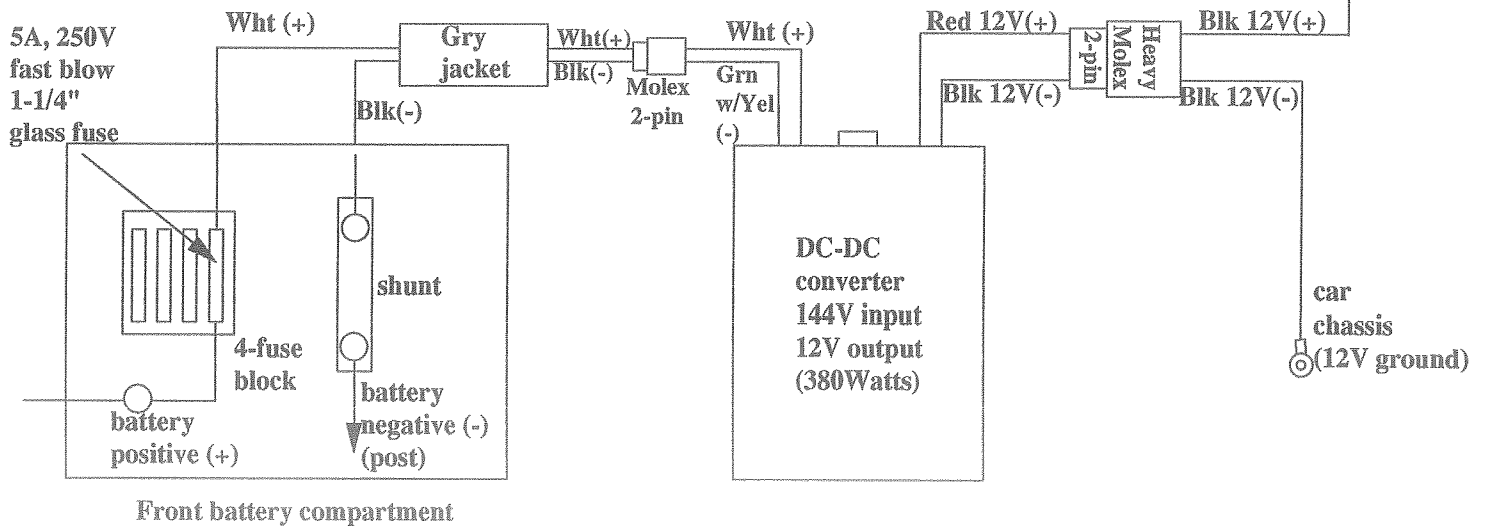 5A, 250V
fast blow
1-1/4"
glass fuse
Wht (+)
Gry
jacket
Blk(-)
Wht(+)
Blk(-)
Molex
2-pin
Wht (+)
Grn
w/Yel
(-)
Red 12V(+)
Blk 12V(-)
Heavy
Molex
2-pin
Blk 12V(+)
Blk 12V(-)
shunt
4-fuse
block
battery
positive (+)
battery
negative (-)
(post)
DC-DC
converter
144V input
12V output
(380Watts)
car
chassis
(12V ground)
Front battery compartment